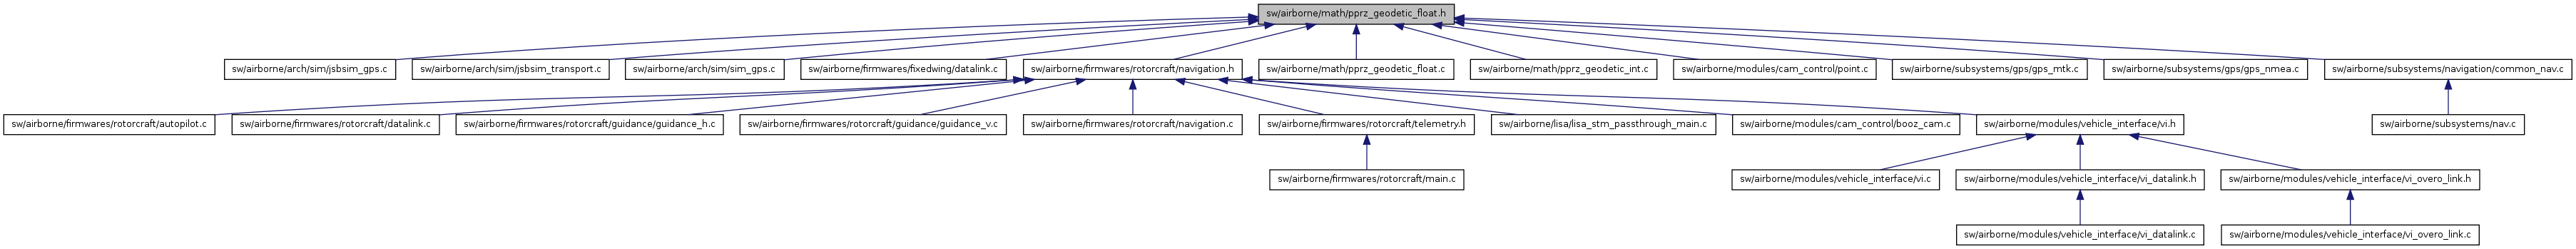 sw/airborne/math/pprz_geodetic_float.h
sw/airborne/arch/sim/jsbsim_gps.c
sw/airborne/arch/sim/jsbsim_transport.c
sw/airborne/arch/sim/sim_gps.c
sw/airborne/firmwares/fixedwing/datalink.c
sw/airborne/firmwares/rotorcraft/navigation.h
sw/airborne/math/pprz_geodetic_float.c
sw/airborne/math/pprz_geodetic_int.c
sw/airborne/modules/cam_control/point.c
sw/airborne/subsystems/gps/gps_mtk.c
sw/airborne/subsystems/gps/gps_nmea.c
sw/airborne/subsystems/navigation/common_nav.c
sw/airborne/firmwares/rotorcraft/autopilot.c
sw/airborne/firmwares/rotorcraft/datalink.c
sw/airborne/firmwares/rotorcraft/guidance/guidance_h.c
sw/airborne/firmwares/rotorcraft/guidance/guidance_v.c
sw/airborne/firmwares/rotorcraft/navigation.c
sw/airborne/firmwares/rotorcraft/telemetry.h
sw/airborne/lisa/lisa_stm_passthrough_main.c
sw/airborne/modules/cam_control/booz_cam.c
sw/airborne/modules/vehicle_interface/vi.h
sw/airborne/subsystems/nav.c
sw/airborne/firmwares/rotorcraft/main.c
sw/airborne/modules/vehicle_interface/vi.c
sw/airborne/modules/vehicle_interface/vi_datalink.h
sw/airborne/modules/vehicle_interface/vi_overo_link.h
sw/airborne/modules/vehicle_interface/vi_datalink.c
sw/airborne/modules/vehicle_interface/vi_overo_link.c